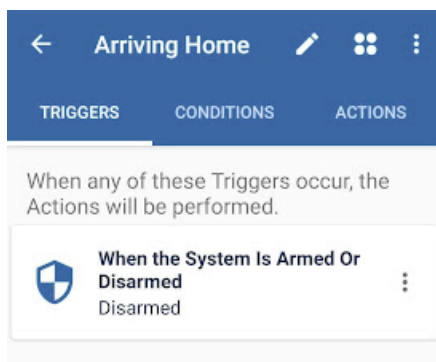 Arriving Home
TRIGGERS CONDITIONS ACTIONS
When any of these Triggers occur, the
Actions will be performed.
When the System Is Armed Or
Disarmed
Disarmed